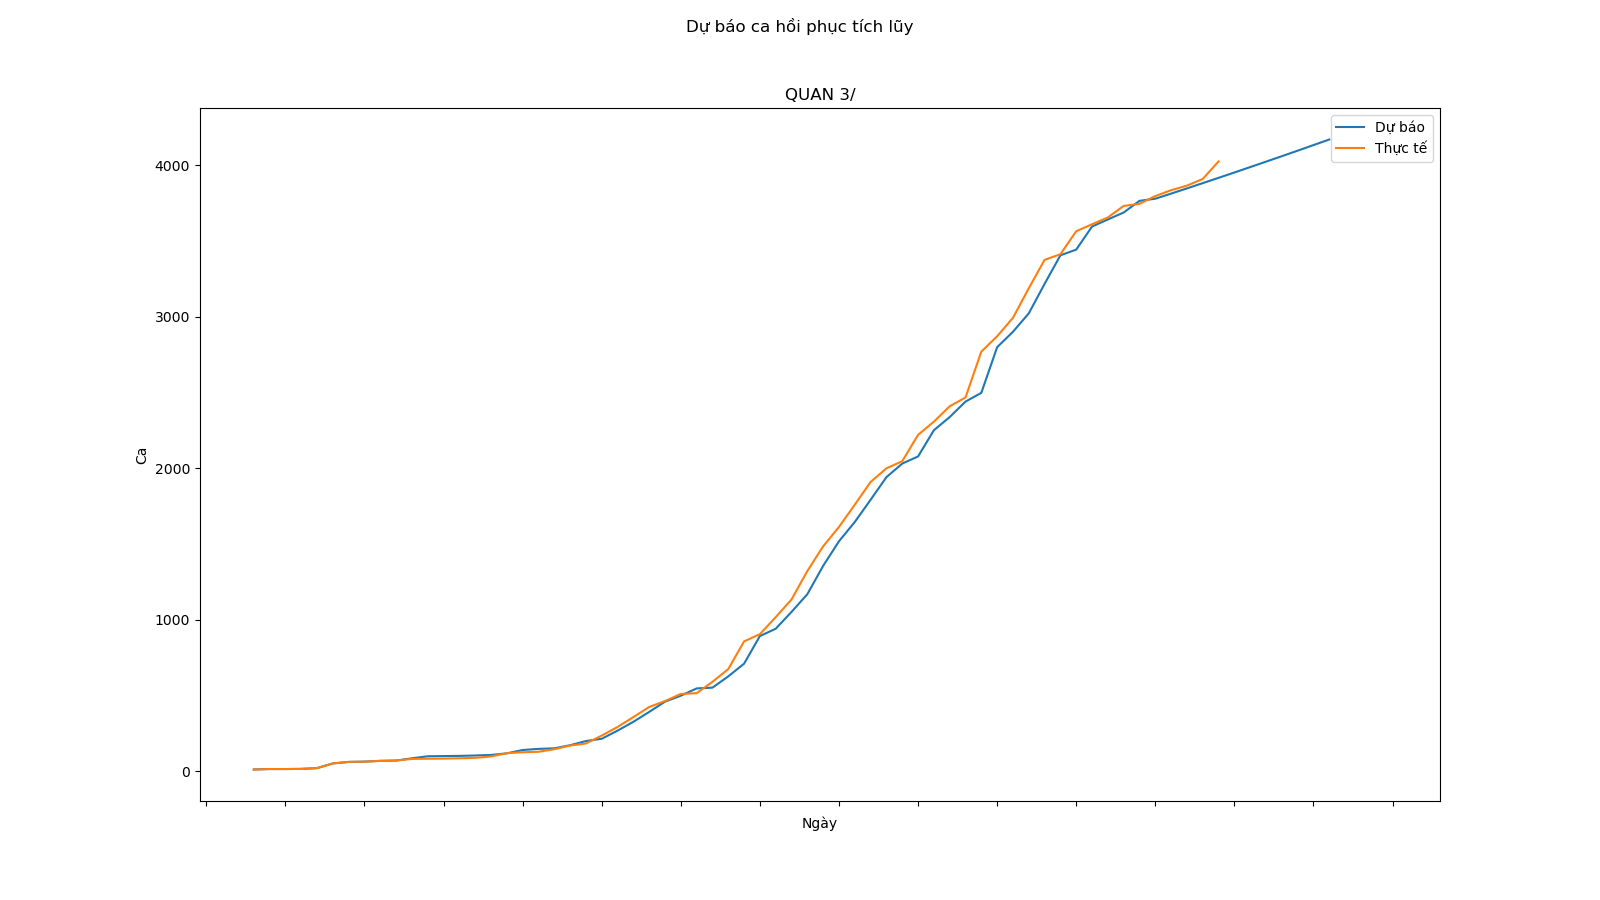 Dự báo ca hồi phục tích lũy
QUAN 3/
Dự báo
Thực tế
4000
3000
2000
1000
0
Ca
Ngày